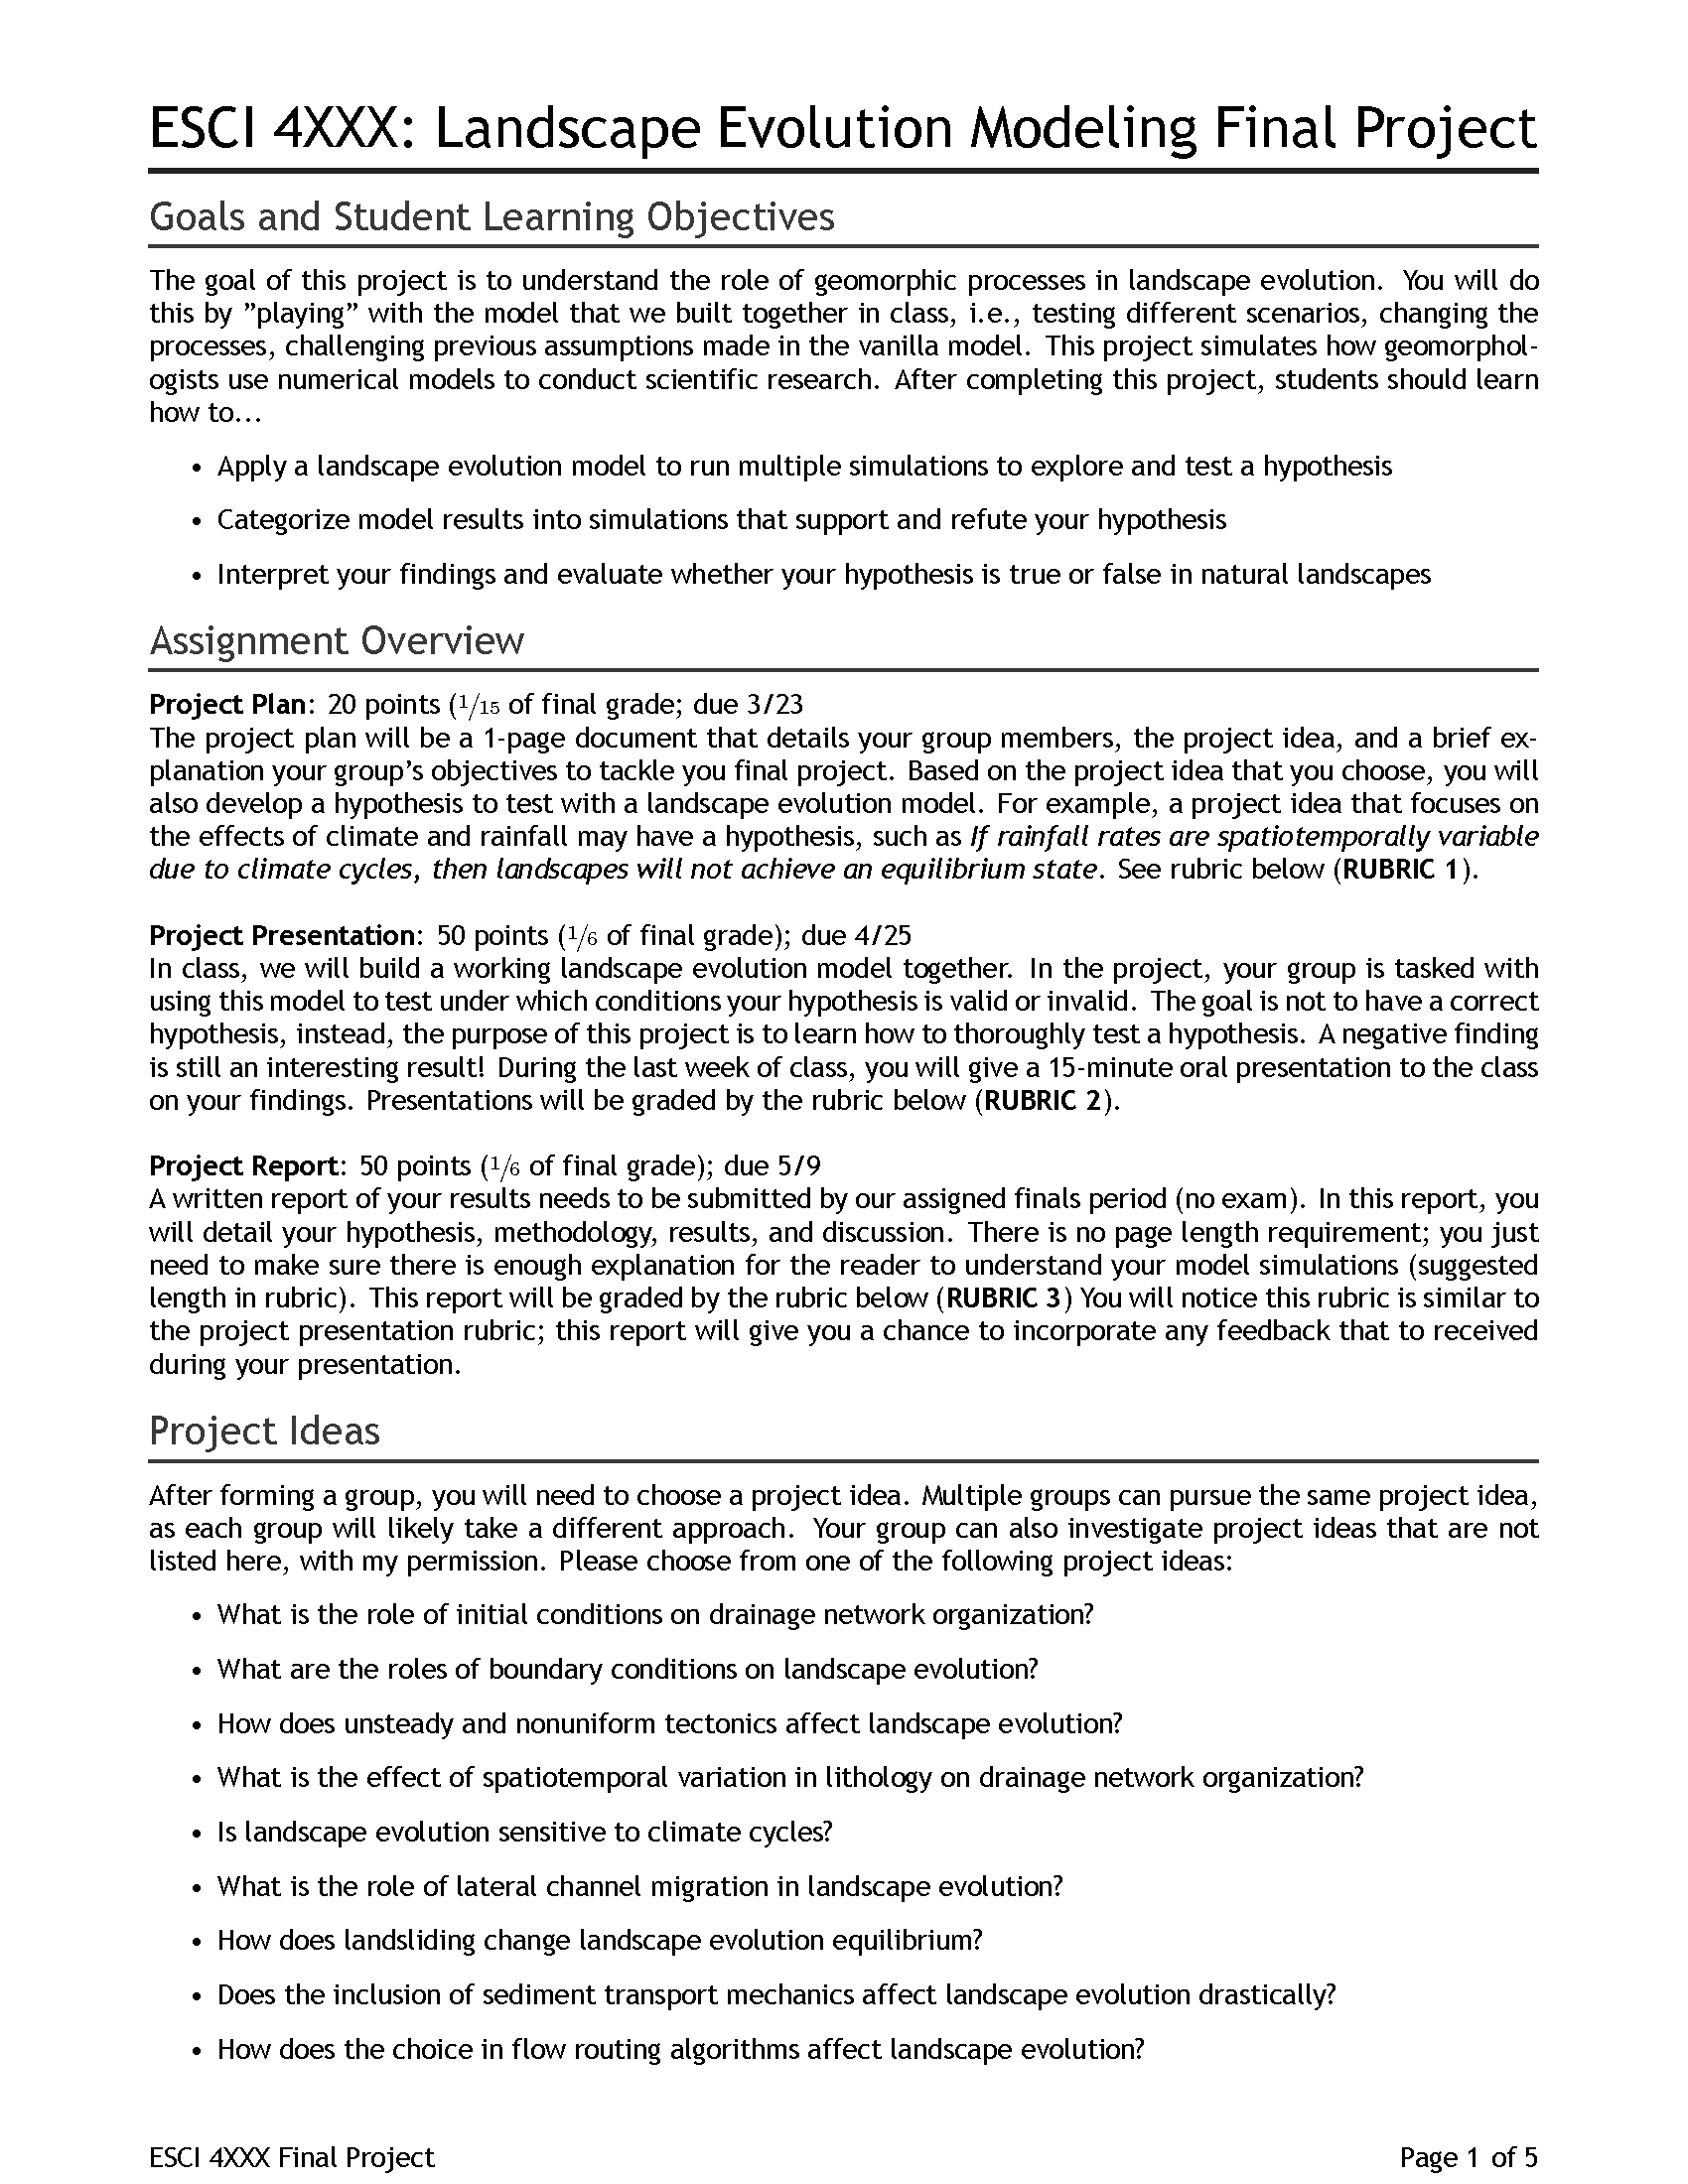 ESCI 4XXX: Landscape Evolution Modeling Final Project
Goals and Student Learning Objectives
The goal of this project is to understand the role of geomorphic processes in landscape evolution. You will do
this by ”playing” with the model that we built together in class, i.e., testing different scenarios, changing the
processes, challenging previous assumptions made in the vanilla model. This project simulates how geomorphol-
ogists use numerical models to conduct scientific research. After completing this project, students should learn
how to...
• Apply a landscape evolution model to run multiple simulations to explore and test a hypothesis
• Categorize model results into simulations that support and refute your hypothesis
• Interpret your findings and evaluate whether your hypothesis is true or false in natural landscapes
Assignment Overview
Project Plan: 20 points (1/15 of final grade; due 3/23
The project plan will be a 1-page document that details your group members, the project idea, and a brief ex-
planation your group’s objectives to tackle you final project. Based on the project idea that you choose, you will
also develop a hypothesis to test with a landscape evolution model. For example, a project idea that focuses on
the effects of climate and rainfall may have a hypothesis, such as If rainfall rates are spatiotemporally variable
due to climate cycles, then landscapes will not achieve an equilibrium state. See rubric below (RUBRIC 1).
Project Presentation: 50 points (1/6 of final grade); due 4/25
In class, we will build a working landscape evolution model together. In the project, your group is tasked with
using this model to test under which conditions your hypothesis is valid or invalid. The goal is not to have a correct
hypothesis, instead, the purpose of this project is to learn how to thoroughly test a hypothesis. A negative finding
is still an interesting result! During the last week of class, you will give a 15-minute oral presentation to the class
on your findings. Presentations will be graded by the rubric below (RUBRIC 2).
Project Report: 50 points (1/6 of final grade); due 5/9
A written report of your results needs to be submitted by our assigned finals period (no exam). In this report, you
will detail your hypothesis, methodology, results, and discussion. There is no page length requirement; you just
need to make sure there is enough explanation for the reader to understand your model simulations (suggested
length in rubric). This report will be graded by the rubric below (RUBRIC 3) You will notice this rubric is similar to
the project presentation rubric; this report will give you a chance to incorporate any feedback that to received
during your presentation.
Project Ideas
After forming a group, you will need to choose a project idea. Multiple groups can pursue the same project idea,
as each group will likely take a different approach. Your group can also investigate project ideas that are not
listed here, with my permission. Please choose from one of the following project ideas:
• What is the role of initial conditions on drainage network organization?
• What are the roles of boundary conditions on landscape evolution?
• How does unsteady and nonuniform tectonics affect landscape evolution?
• What is the effect of spatiotemporal variation in lithology on drainage network organization?
• Is landscape evolution sensitive to climate cycles?
• What is the role of lateral channel migration in landscape evolution?
• How does landsliding change landscape evolution equilibrium?
• Does the inclusion of sediment transport mechanics affect landscape evolution drastically?
• How does the choice in flow routing algorithms affect landscape evolution?
ESCI 4XXX Final Project
Page 1 of 5